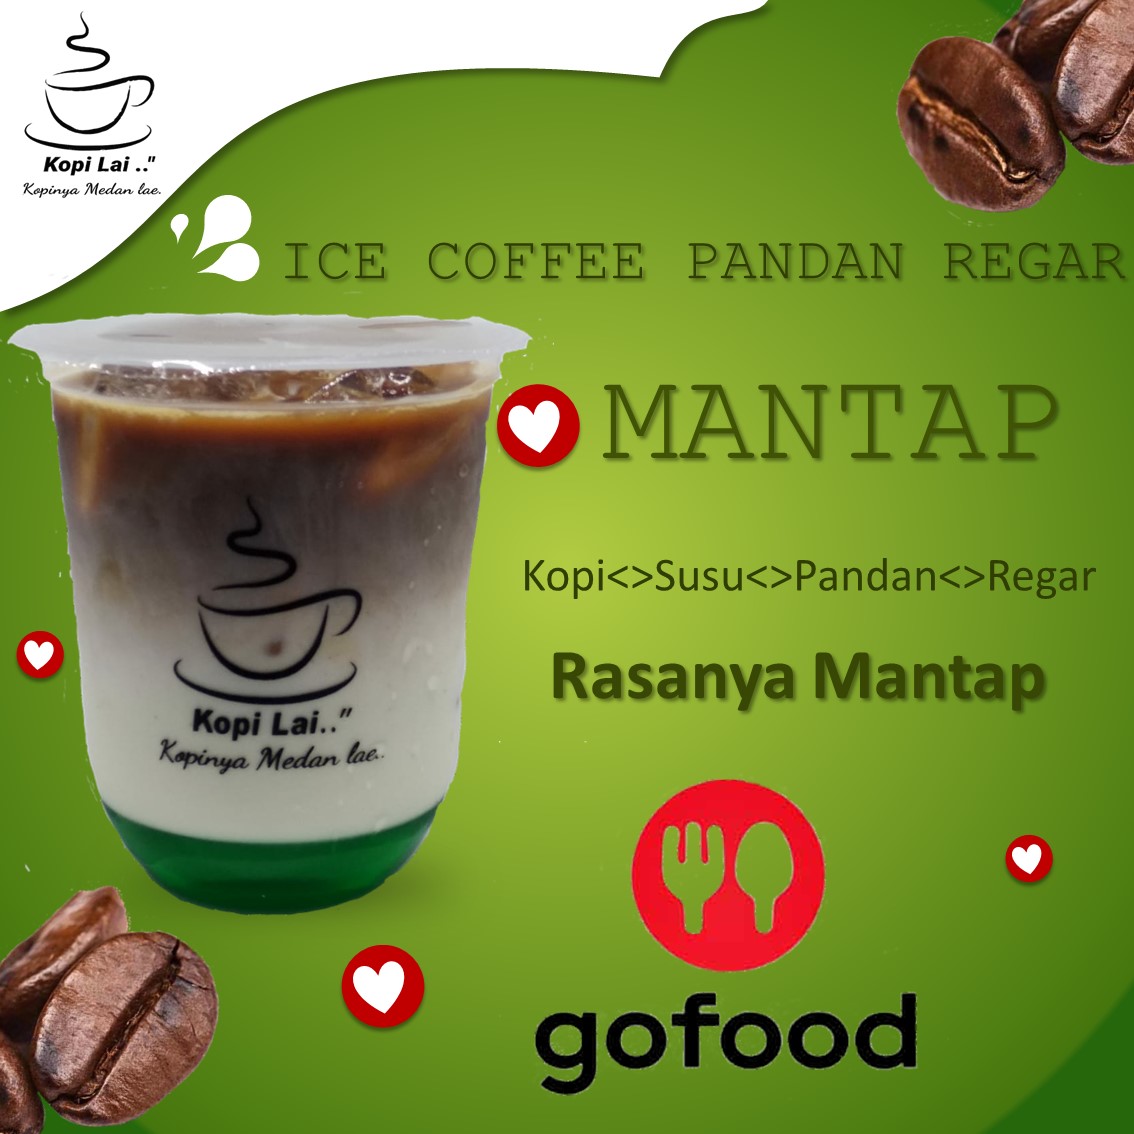 Kopi Lai .."
Kopinya Medan lae.
ICE COFFEE PANDAN REGAR
MANTAP
Kopi<>Susu<>Pandan<>Regar
Rasanya Mantap
Kopi Lai.."
Kopinya Medan lae..
gofood